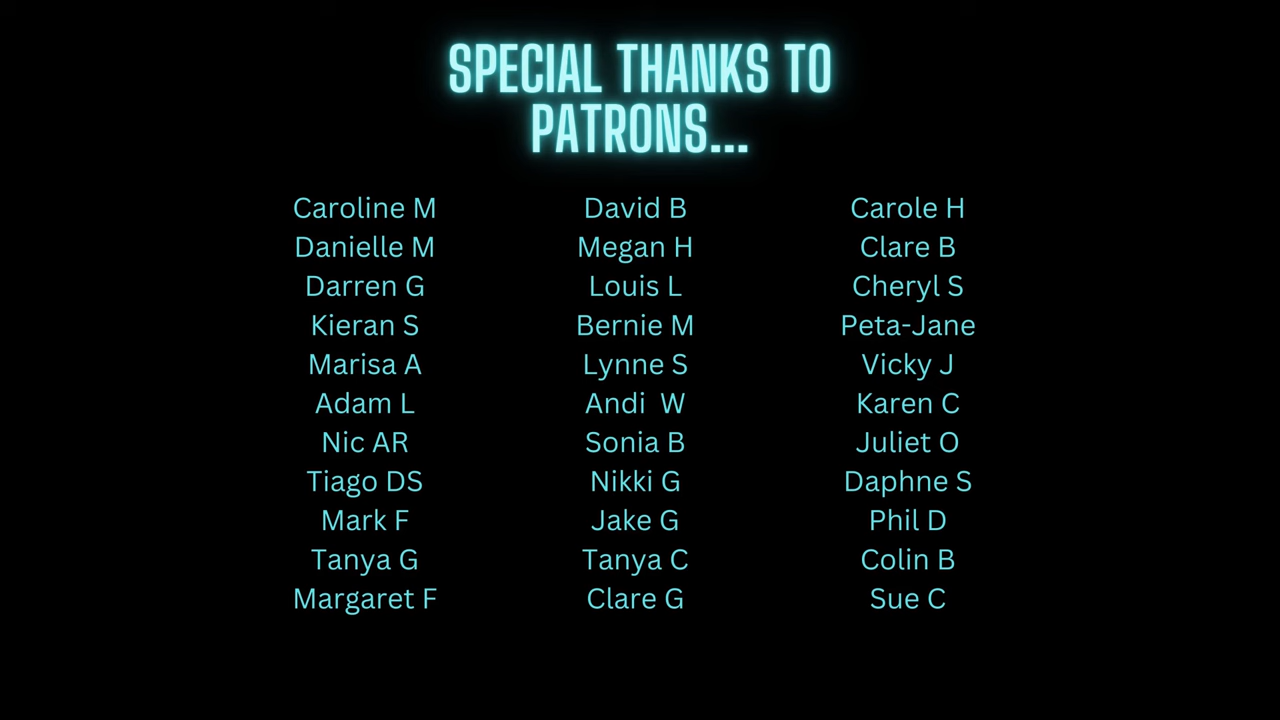 SPECIAL THANKS TO
PATRONS...
Caroline M
Danielle M
Darren G
Kieran S
Marisa A
Adam L
Nic AR
Tiago DS
Mark F
Tanya G
Margaret F
David B
Megan H
Louis L
Bernie M
Lynne S
Andi  W
Sonia B
Nikki G
Jake G
Tanya C
Clare G
Carole H
Clare B
Cheryl S
Peta-Jane
Vicky J
Karen C
Juliet O
Daphne S
Phil D
Colin B
Sue C